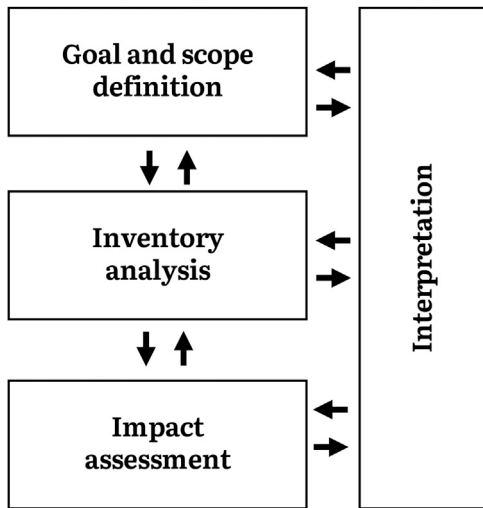 Goal and scope
definition
Inventory
analysis
Impact
assessment
Interpretation